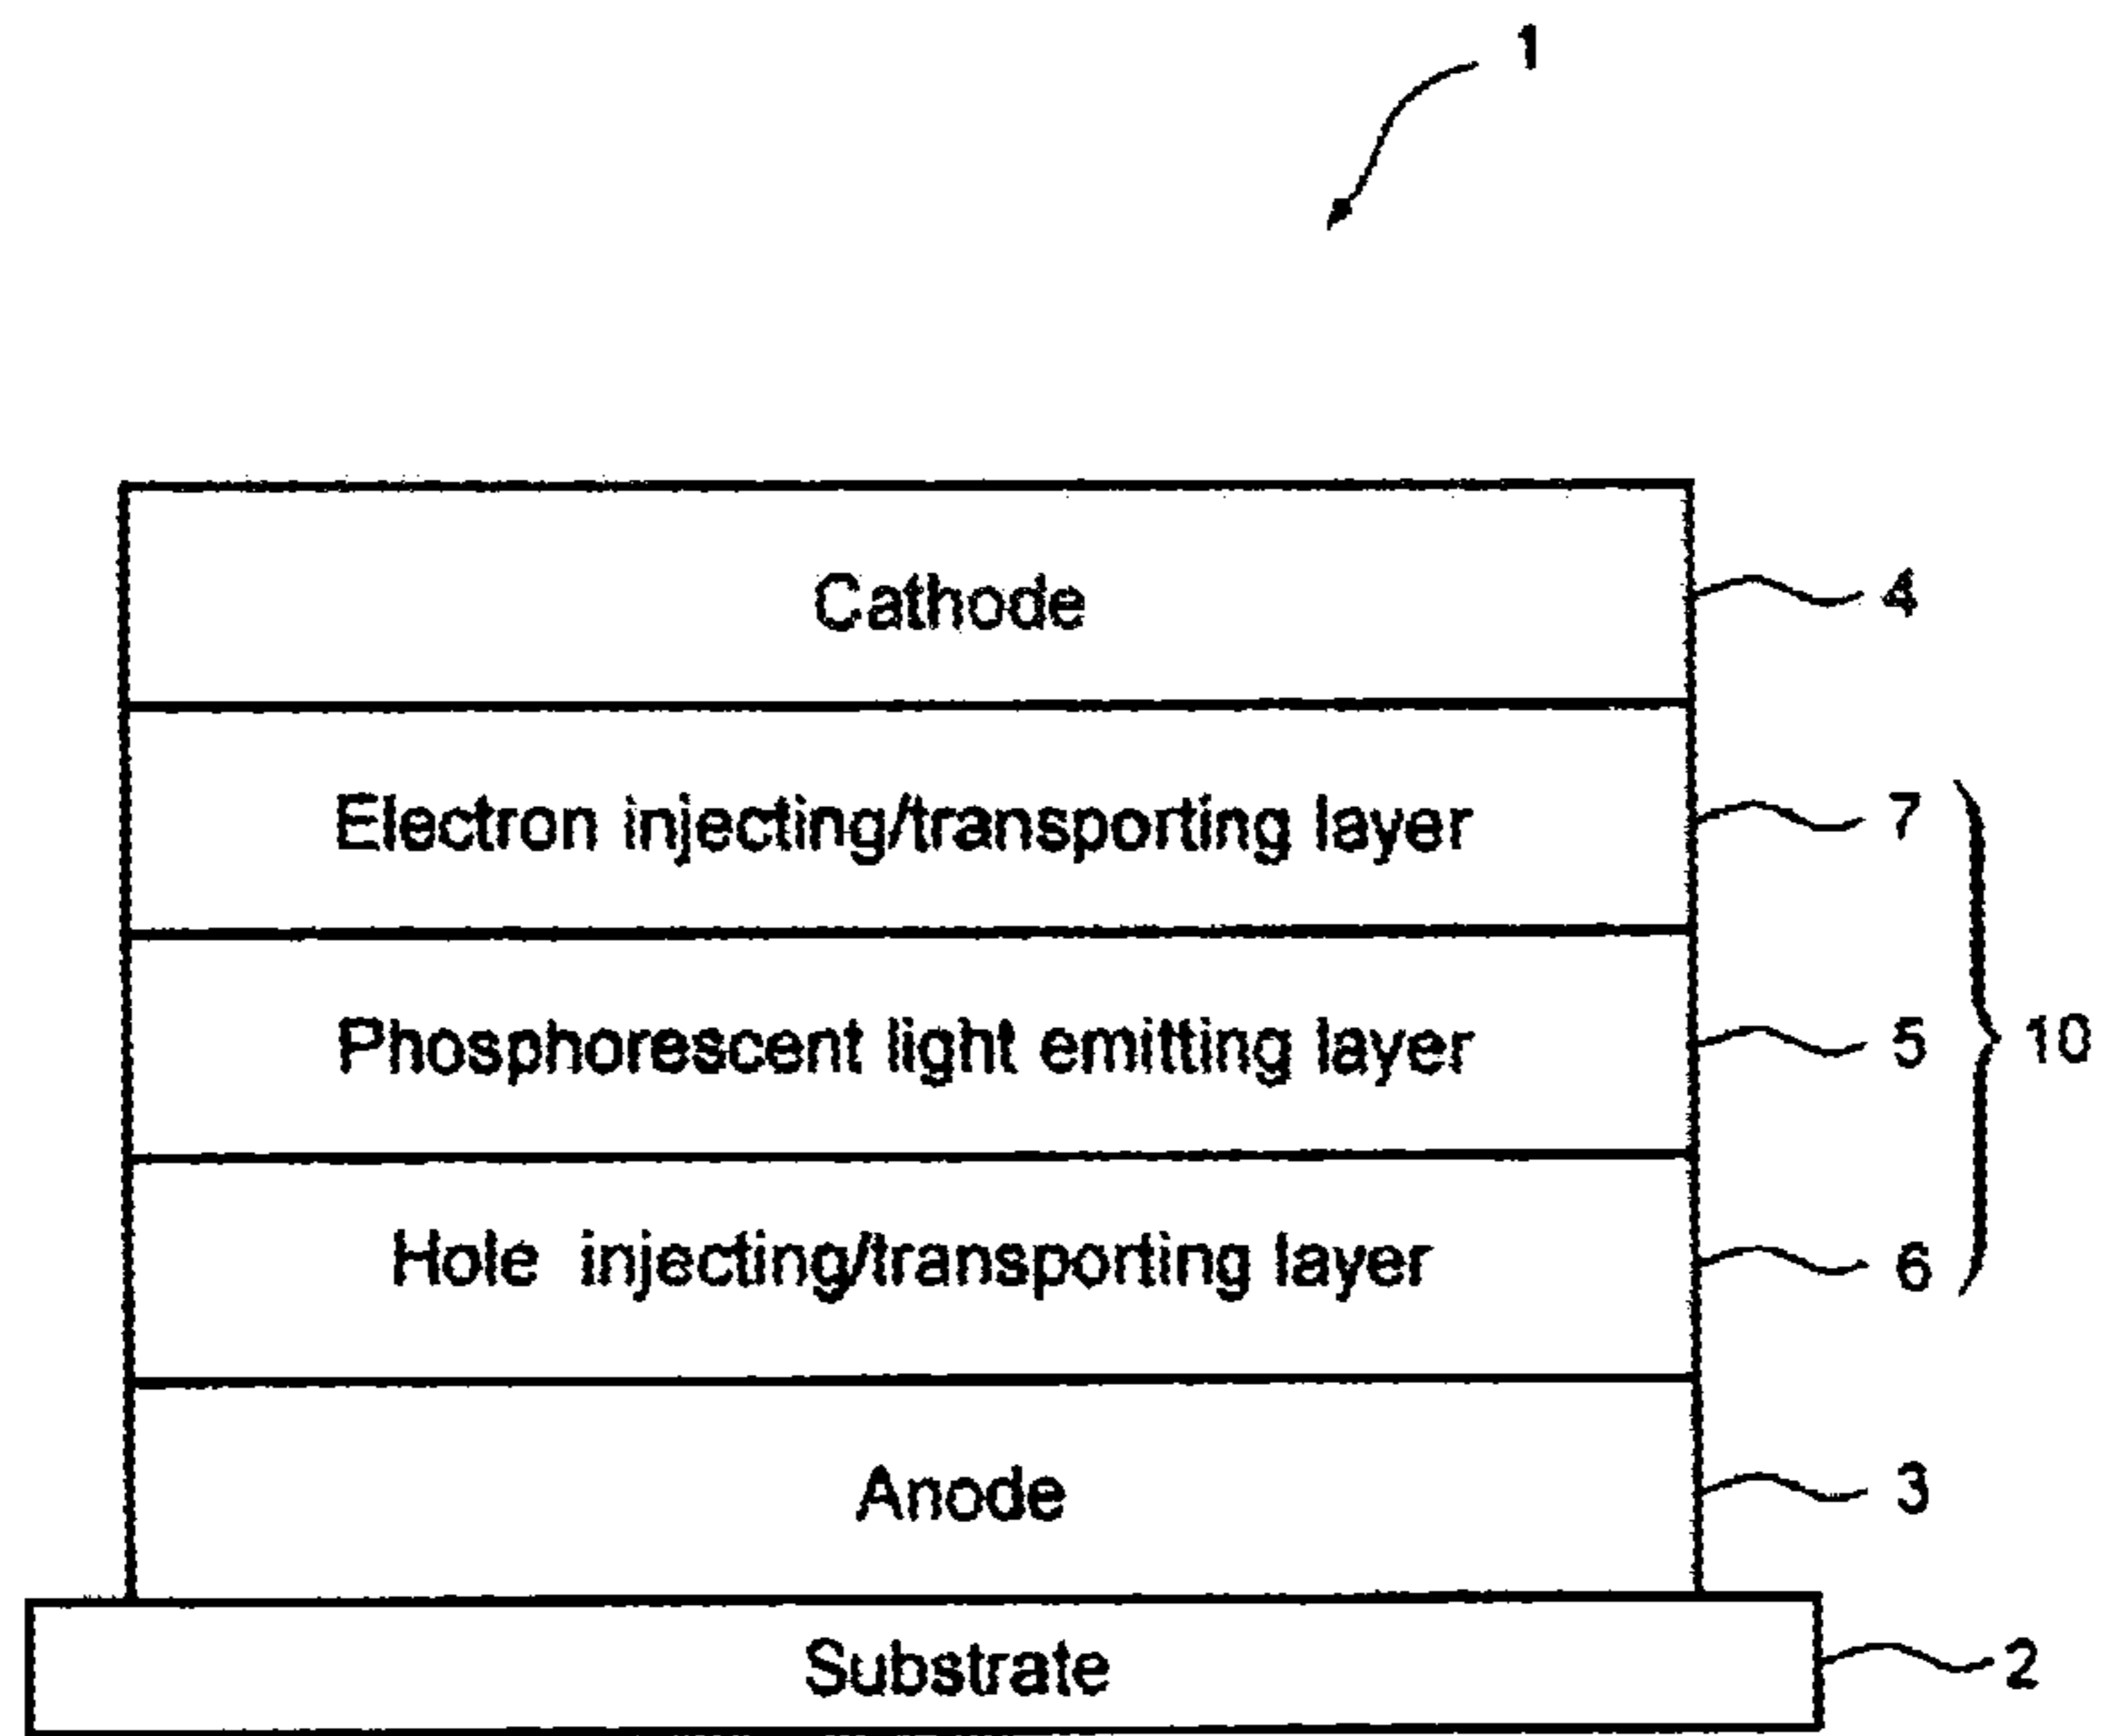 1
Cathode 4
Electron injecting/transporting layer 7
Phosphorescent light emitting layer 5 10
Hole injecting/transporting layer 6
Anode 3
Substrate 2